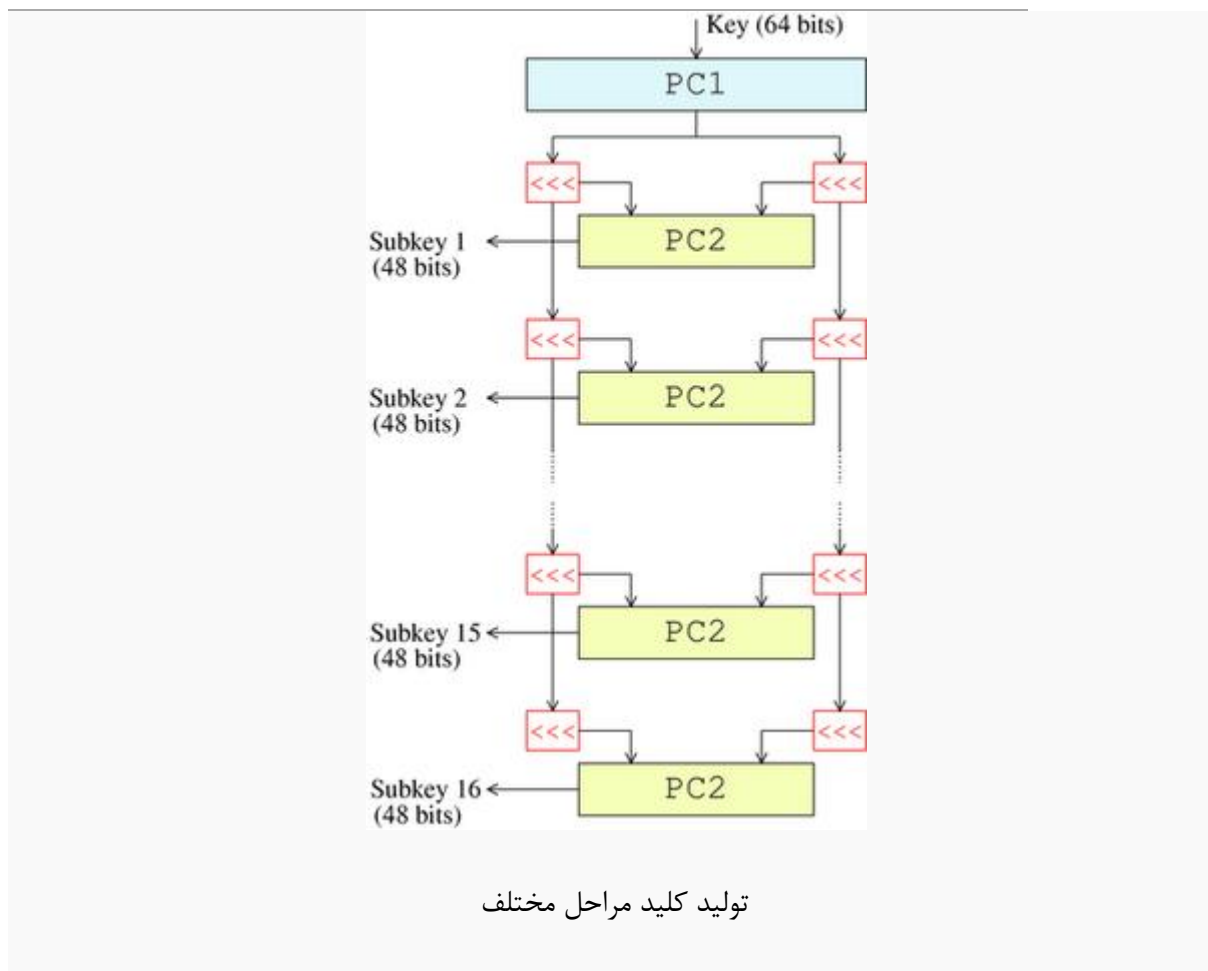 Key (64 bits)
PC1
<<< <<<
PC2
Subkey 1
(48 bits)
<<< <<<
PC2
Subkey 2
(48 bits)
<<< <<<
PC2
Subkey 15
(48 bits)
<<< <<<
PC2
Subkey 16
(48 bits)
تولید کلید مراحل مختلف